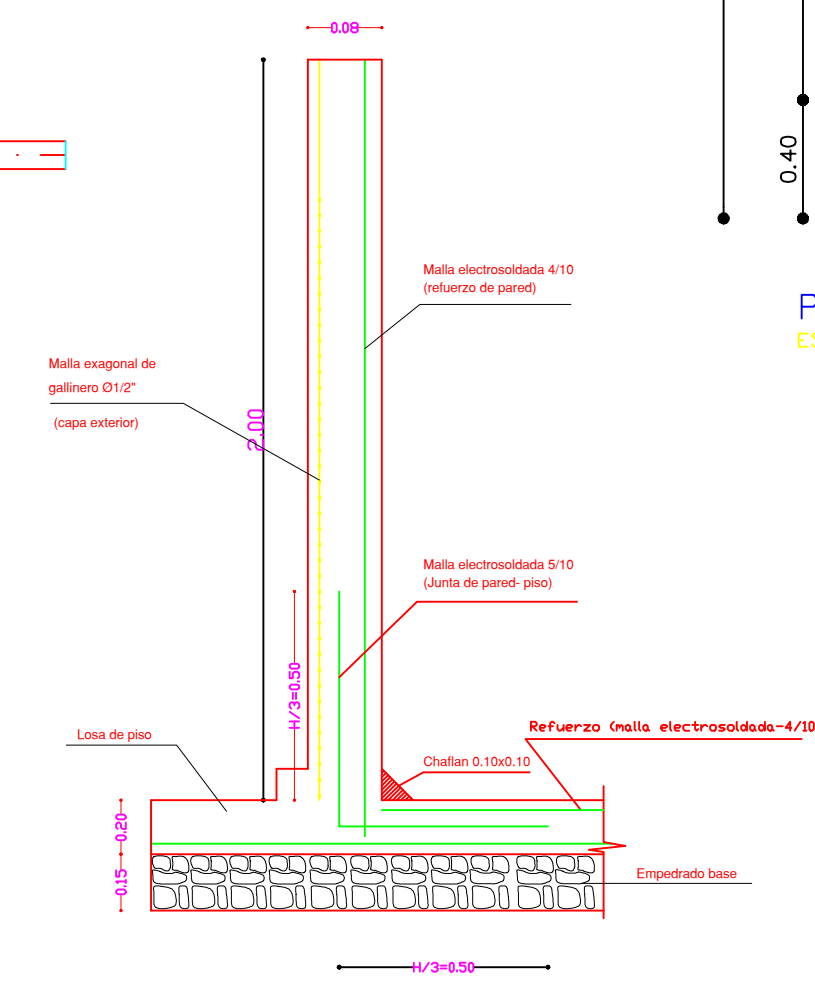 0.08
0.40
Malla electrosoldada 4/10
(refuerzo de pared)
P
ES
Malla exagonal de
gallinero Ø1/2"
(capa exterior)
2.00
Malla electrosoldada 5/10
(Junta de pared- piso)
H/3=0.50
Refuerzo (malla electrosoldada-4/10
Losa de piso
Chaflan 0.10x0.10
0.20
0.15
Empedrado base
H/3=0.50